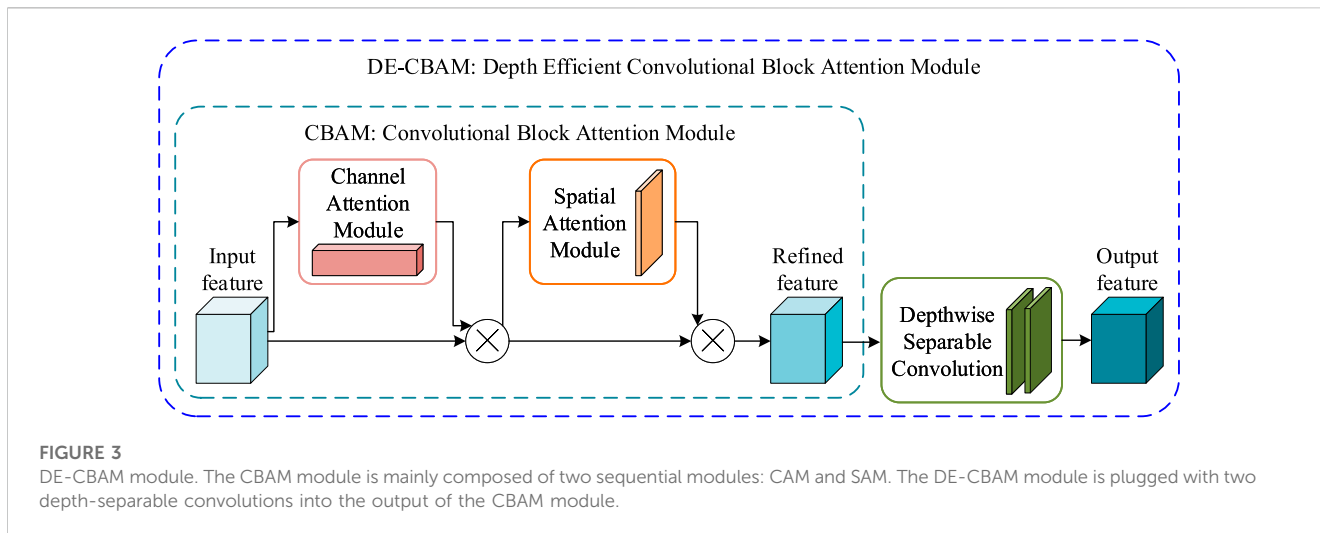 DE-CBAM: Depth Efficient Convolutional Block Attention Module
CBAM: Convolutional Block Attention Module
Channel
Attention
Module
Spatial
Attention
Module
Input
feature
Refined
feature
Depthwise
Separable
Convolution
Output
feature
FIGURE 3
DE-CBAM module. The CBAM module is mainly composed of two sequential modules: CAM and SAM. The DE-CBAM module is plugged with two
depth-separable convolutions into the output of the CBAM module.